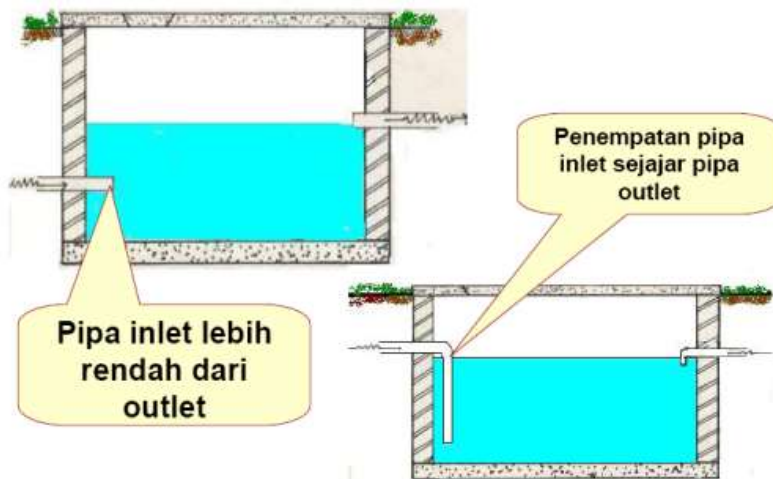 Penempatan pipa
inlet sejajar pipa
outlet
Pipa inlet lebih
rendah dari
outlet